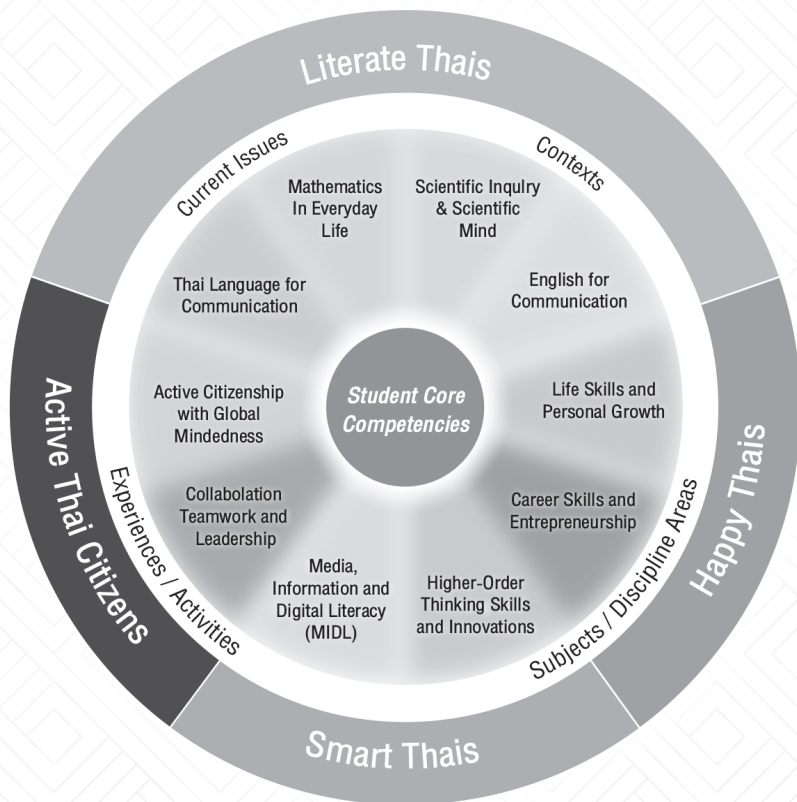 Literate Thais
Current Issues
Contexts
Mathematics
In Everyday
Life
Scientific Inqulry
& Scientific
Mind
Thai Language for
Communication
English for
Communication
Active Citizenship
with Global
Mindedness
Student Core
Competencies
Life Skills and
Personal Growth
Collabolation
Teamwork and
Leadership
Career Skills and
Entrepreneurship
Media,
Information and
Digital Literacy
(MIDL)
Higher-Order
Thinking Skills
and Innovations
Active Thai Citizens
Experiences / Activities
Subjects / Discipline Areas
Happy Thais
Smart Thais